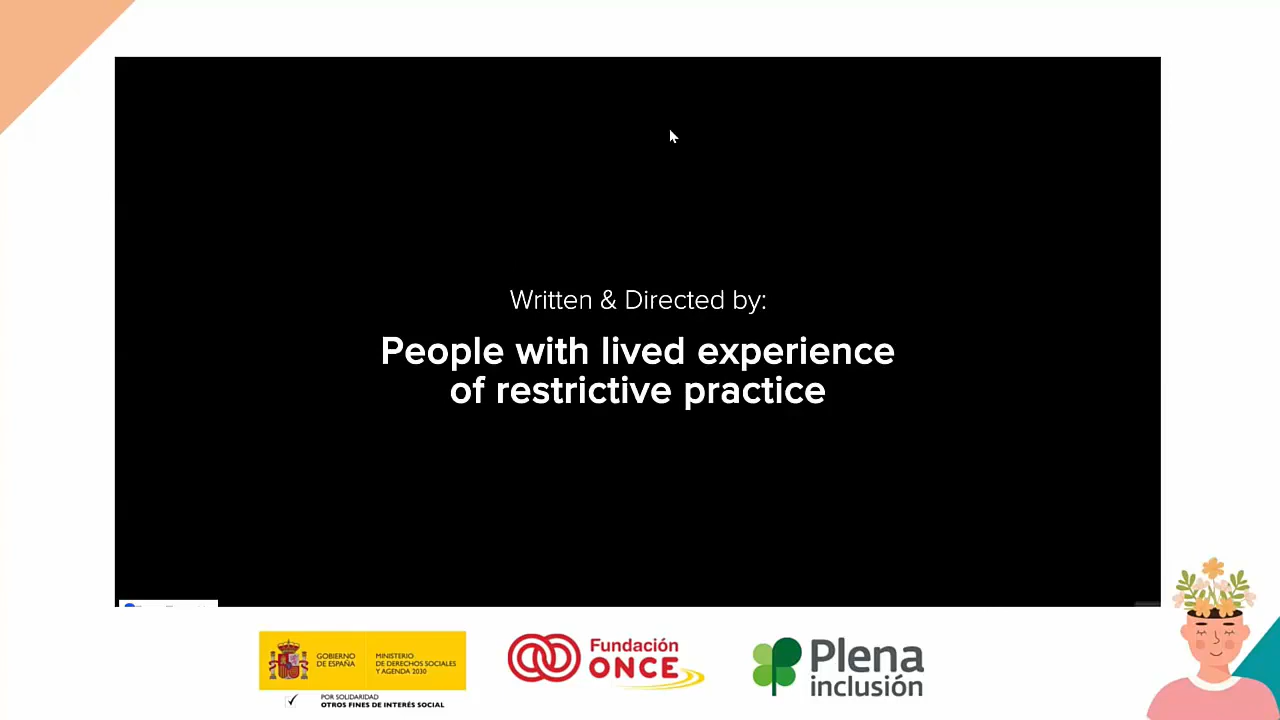 Written & Directed by:
People with lived experience
of restrictive practice
GOBIERNO
DE ESPAÑA
MINISTERIO
DE DERECHOS SOCIALES
Y AGENDA 2030
POR SOLIDARIDAD
OTROS FINES DE INTERÉS SOCIAL
Fundación
ONCE
Plena
inclusión